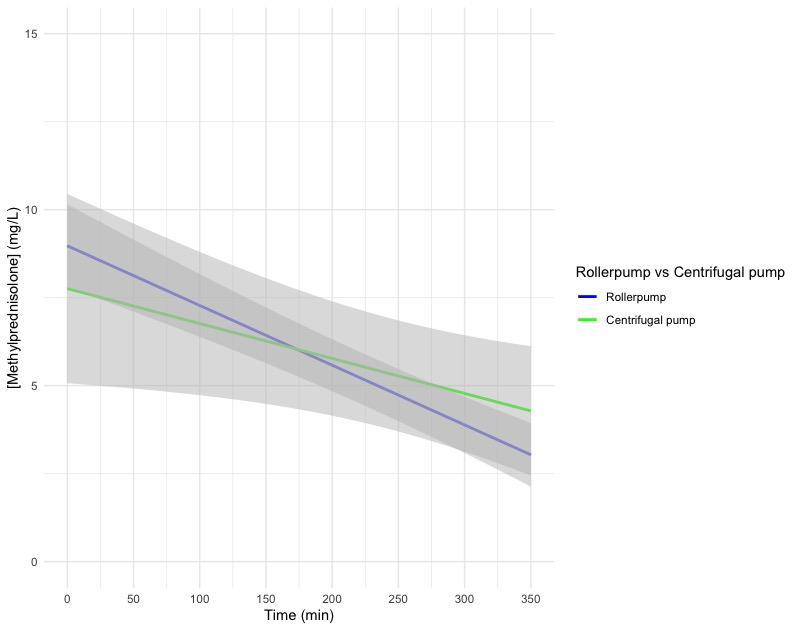 [Methylprednisolone] (mg/L)
15
10
5
0
0 50 100 150 200 250 300 350
Time (min)
Rollerpump vs Centrifugal pump
Rollerpump
Centrifugal pump